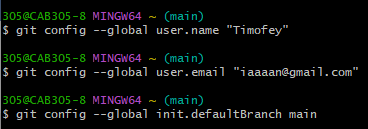 305@CAB305-8 MINGW64 ~ (main)
$ git config --global user.name "Timofey"
305@CAB305-8 MINGW64 ~ (main)
$ git config --global user.email "iaaaan@gmail.com"
305@CAB305-8 MINGW64 ~ (main)
$ git config --global init.defaultBranch main